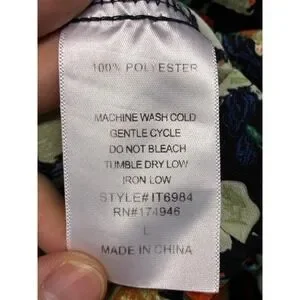 100% POLYESTER
MACHINE WASH COLD
GENTLE CYCLE
DO NOT BLEACH
TUMBLE DRY LOW
IRON LOW
STYLE# IT6984
RN#174946
L
MADE IN CHINA